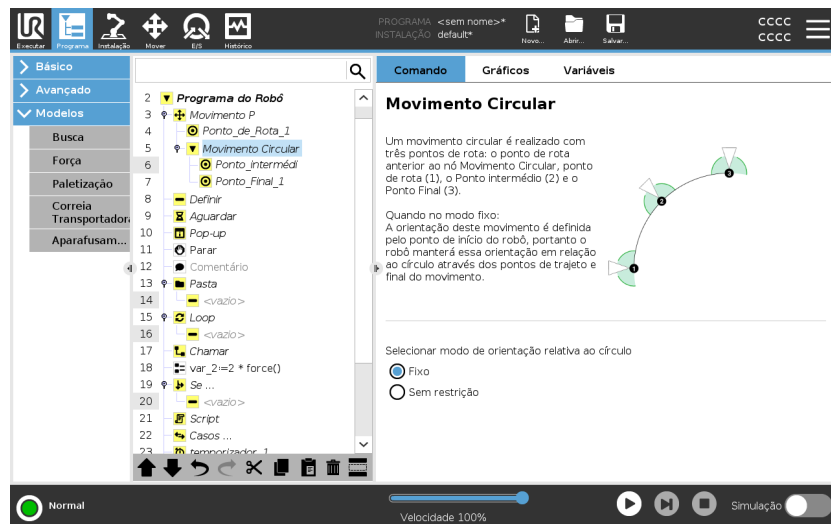 UR
Executar
Programa
Instalação
Mover
E/S
Histórico
PROGRAMA <sem nome>*
INSTALAÇÃO default*
Novo...
Abrir...
Salvar...
cccc
cccc
Básico
Avançado
Modelos
Busca
Força
Paletização
Correia
Transportadora
Aparafusam...
2 Programa do Robô
3 Movimento P
4 Ponto_de_Rota_1
5 Movimento Circular
6 Ponto_intermédi
7 Ponto_Final_1
8 Definir
9 Aguardar
10 Pop-up
11 Parar
12 Comentário
13 Pasta
14 <vazio>
15 Loop
16 <vazio>
17 Chamar
18 var_2:=2 * force()
19 Se ...
20 <vazio>
21 Script
22 Casos ...
23 temporizador_1
Comando
Gráficos
Variáveis
Movimento Circular
Um movimento circular é realizado com
três pontos de rota: o ponto de rota
anterior ao nó Movimento Circular, ponto
de rota (1), o Ponto intermédio (2) e o
Ponto Final (3).
Quando no modo fixo:
A orientação deste movimento é definida
pelo ponto de início do robô, portanto o
robô manterá essa orientação em relação
ao círculo através dos pontos de trajeto e
final do movimento.
1
2
3
Selecionar modo de orientação relativa ao círculo
Fixo
Sem restrição
Normal
Velocidade 100%
Simulação